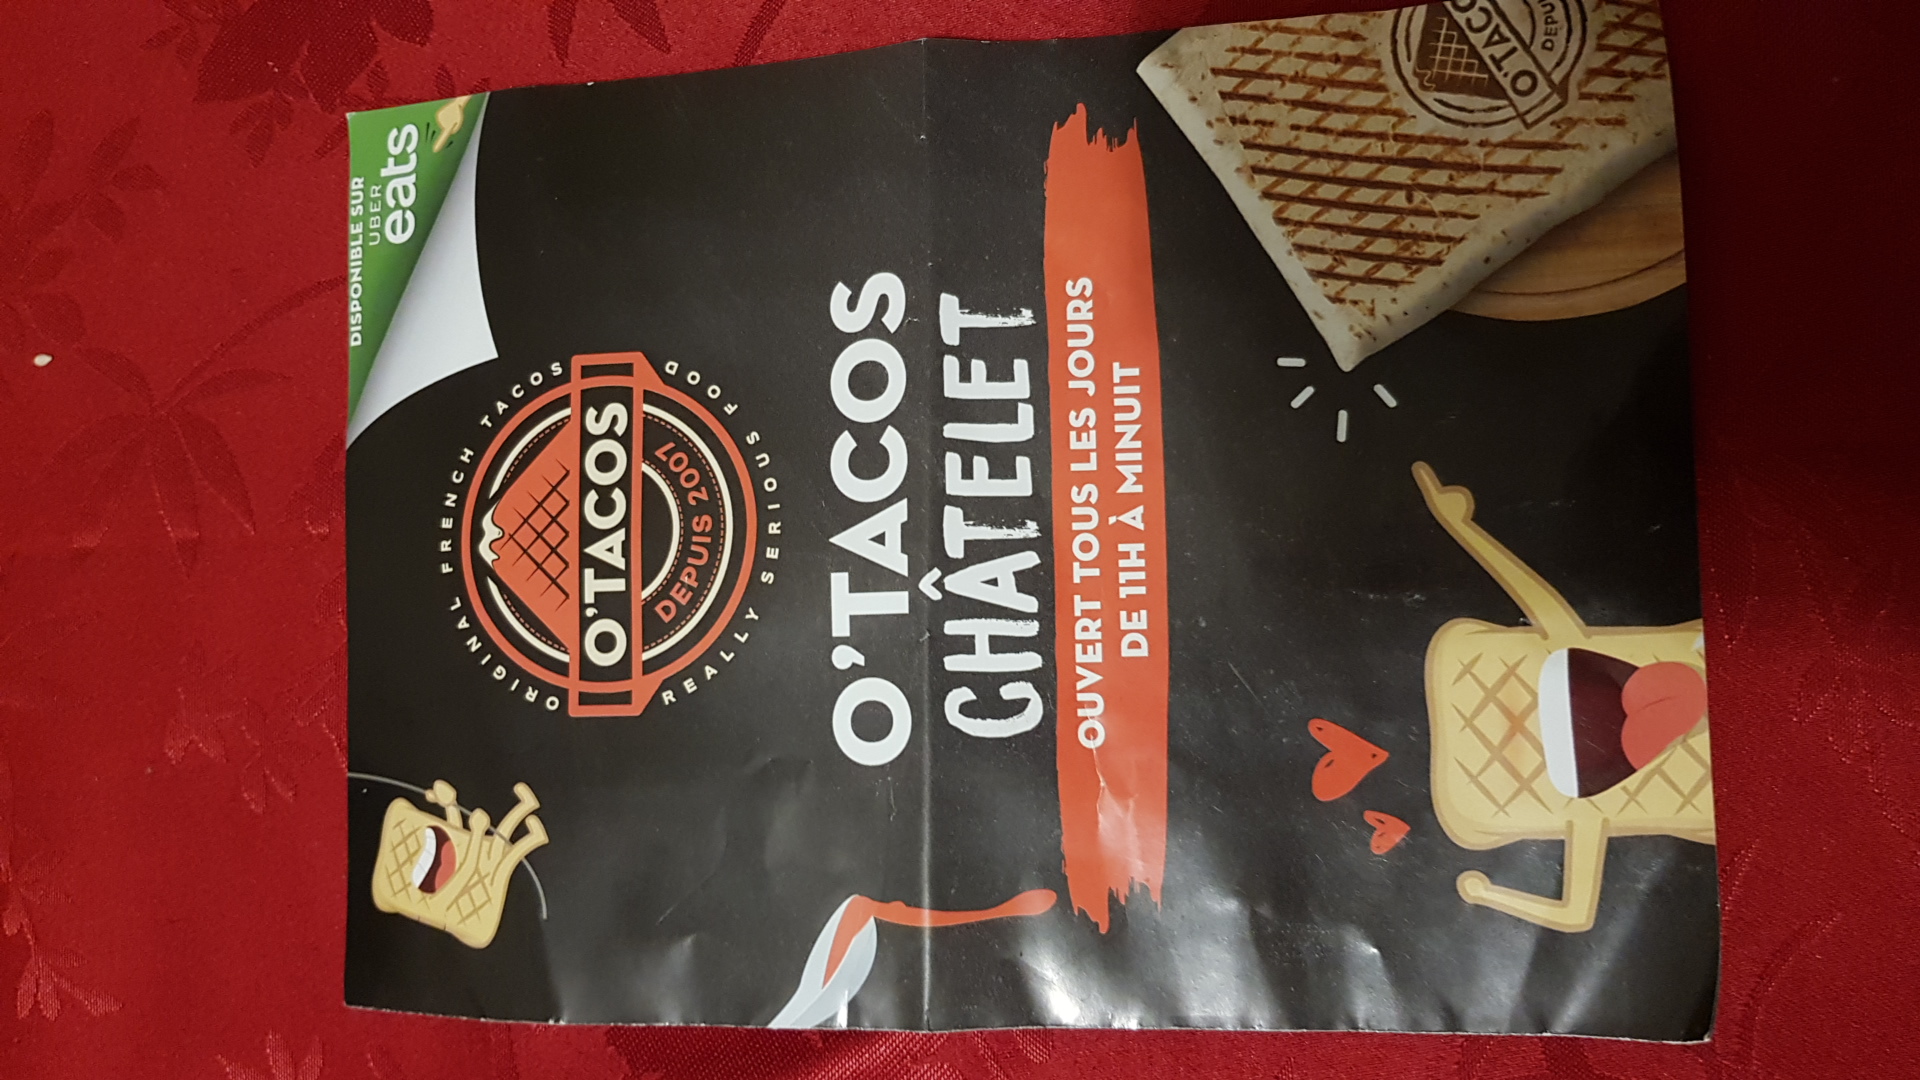 DISPONIBLE SUR
UBER
eats
ORIGINAL FRENCH TACOS
O'TACOS
DEPUIS 2007
REALLY SERIOUS FOOD
O'TACOS
CHÂTELET
OUVERT TOUS LES JOURS
DE 11H À MINUIT
O'TACOS